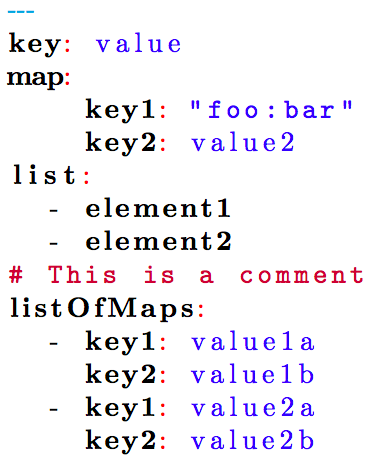 ---
key: value
map:
    key1: "foo:bar"
    key2: value2
list:
  - element1
  - element2
# This is a comment
listOfMaps:
  - key1: value1a
    key2: value1b
  - key1: value2a
    key2: value2b